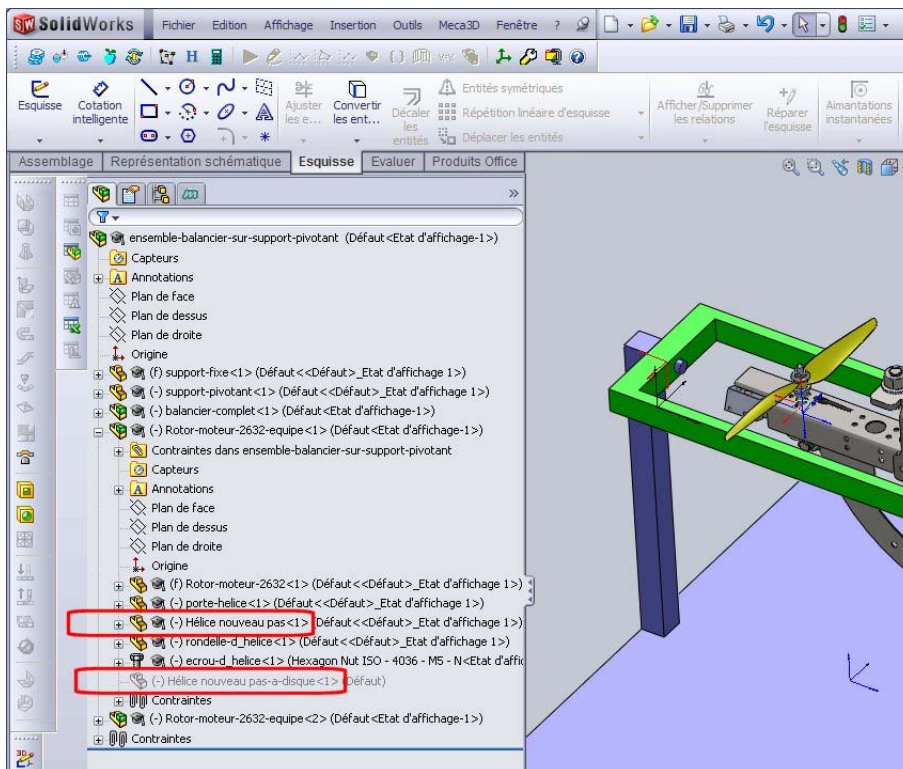 SolidWorks Fichier Edition Affichage Insertion Outils Meca3D Fenêtre ?
Esquisse
Cotation intelligente
Ajuster les e...
Convertir les ent...
Décaler les entités
Entités symétriques
Répétition linéaire d'esquisse
Déplacer les entités
Afficher/Supprimer les relations
Réparer l'esquisse
Aimantations instantanées
Assemblage Représentation schématique Esquisse Evaluer Produits Office
ensemble-balancier-sur-support-pivotant (Défaut<Etat d'affichage-1>)
Capteurs
Annotations
Plan de face
Plan de dessus
Plan de droite
Origine
(f) support-fixe<1> (Défaut<<Défaut>_Etat d'affichage 1>)
(-) support-pivotant<1> (Défaut<<Défaut>_Etat d'affichage 1>)
(-) balancier-complet<1> (Défaut<Etat d'affichage-1>)
(-) Rotor-moteur-2632-equipe<1> (Défaut<Etat d'affichage-1>)
Contraintes dans ensemble-balancier-sur-support-pivotant
Capteurs
Annotations
Plan de face
Plan de dessus
Plan de droite
Origine
(f) Rotor-moteur-2632<1> (Défaut<<Défaut>_Etat d'affichage 1>)
(-) porte-helice<1> (Défaut<<Défaut>_Etat d'affichage 1>)
(-) Hélice nouveau pas<1> (Défaut<<Défaut>_Etat d'affichage 1>)
(-) rondelle-d_helice<1> (Défaut<<Défaut>_Etat d'affichage 1>)
(-) ecrou-d_helice<1> (Hexagon Nut ISO - 4036 - M5 - N<Etat d'affic
(-) Hélice nouveau pas-a-disque<1> (Défaut)
Contraintes
(-) Rotor-moteur-2632-equipe<2> (Défaut<Etat d'affichage-1>)
Contraintes
3D